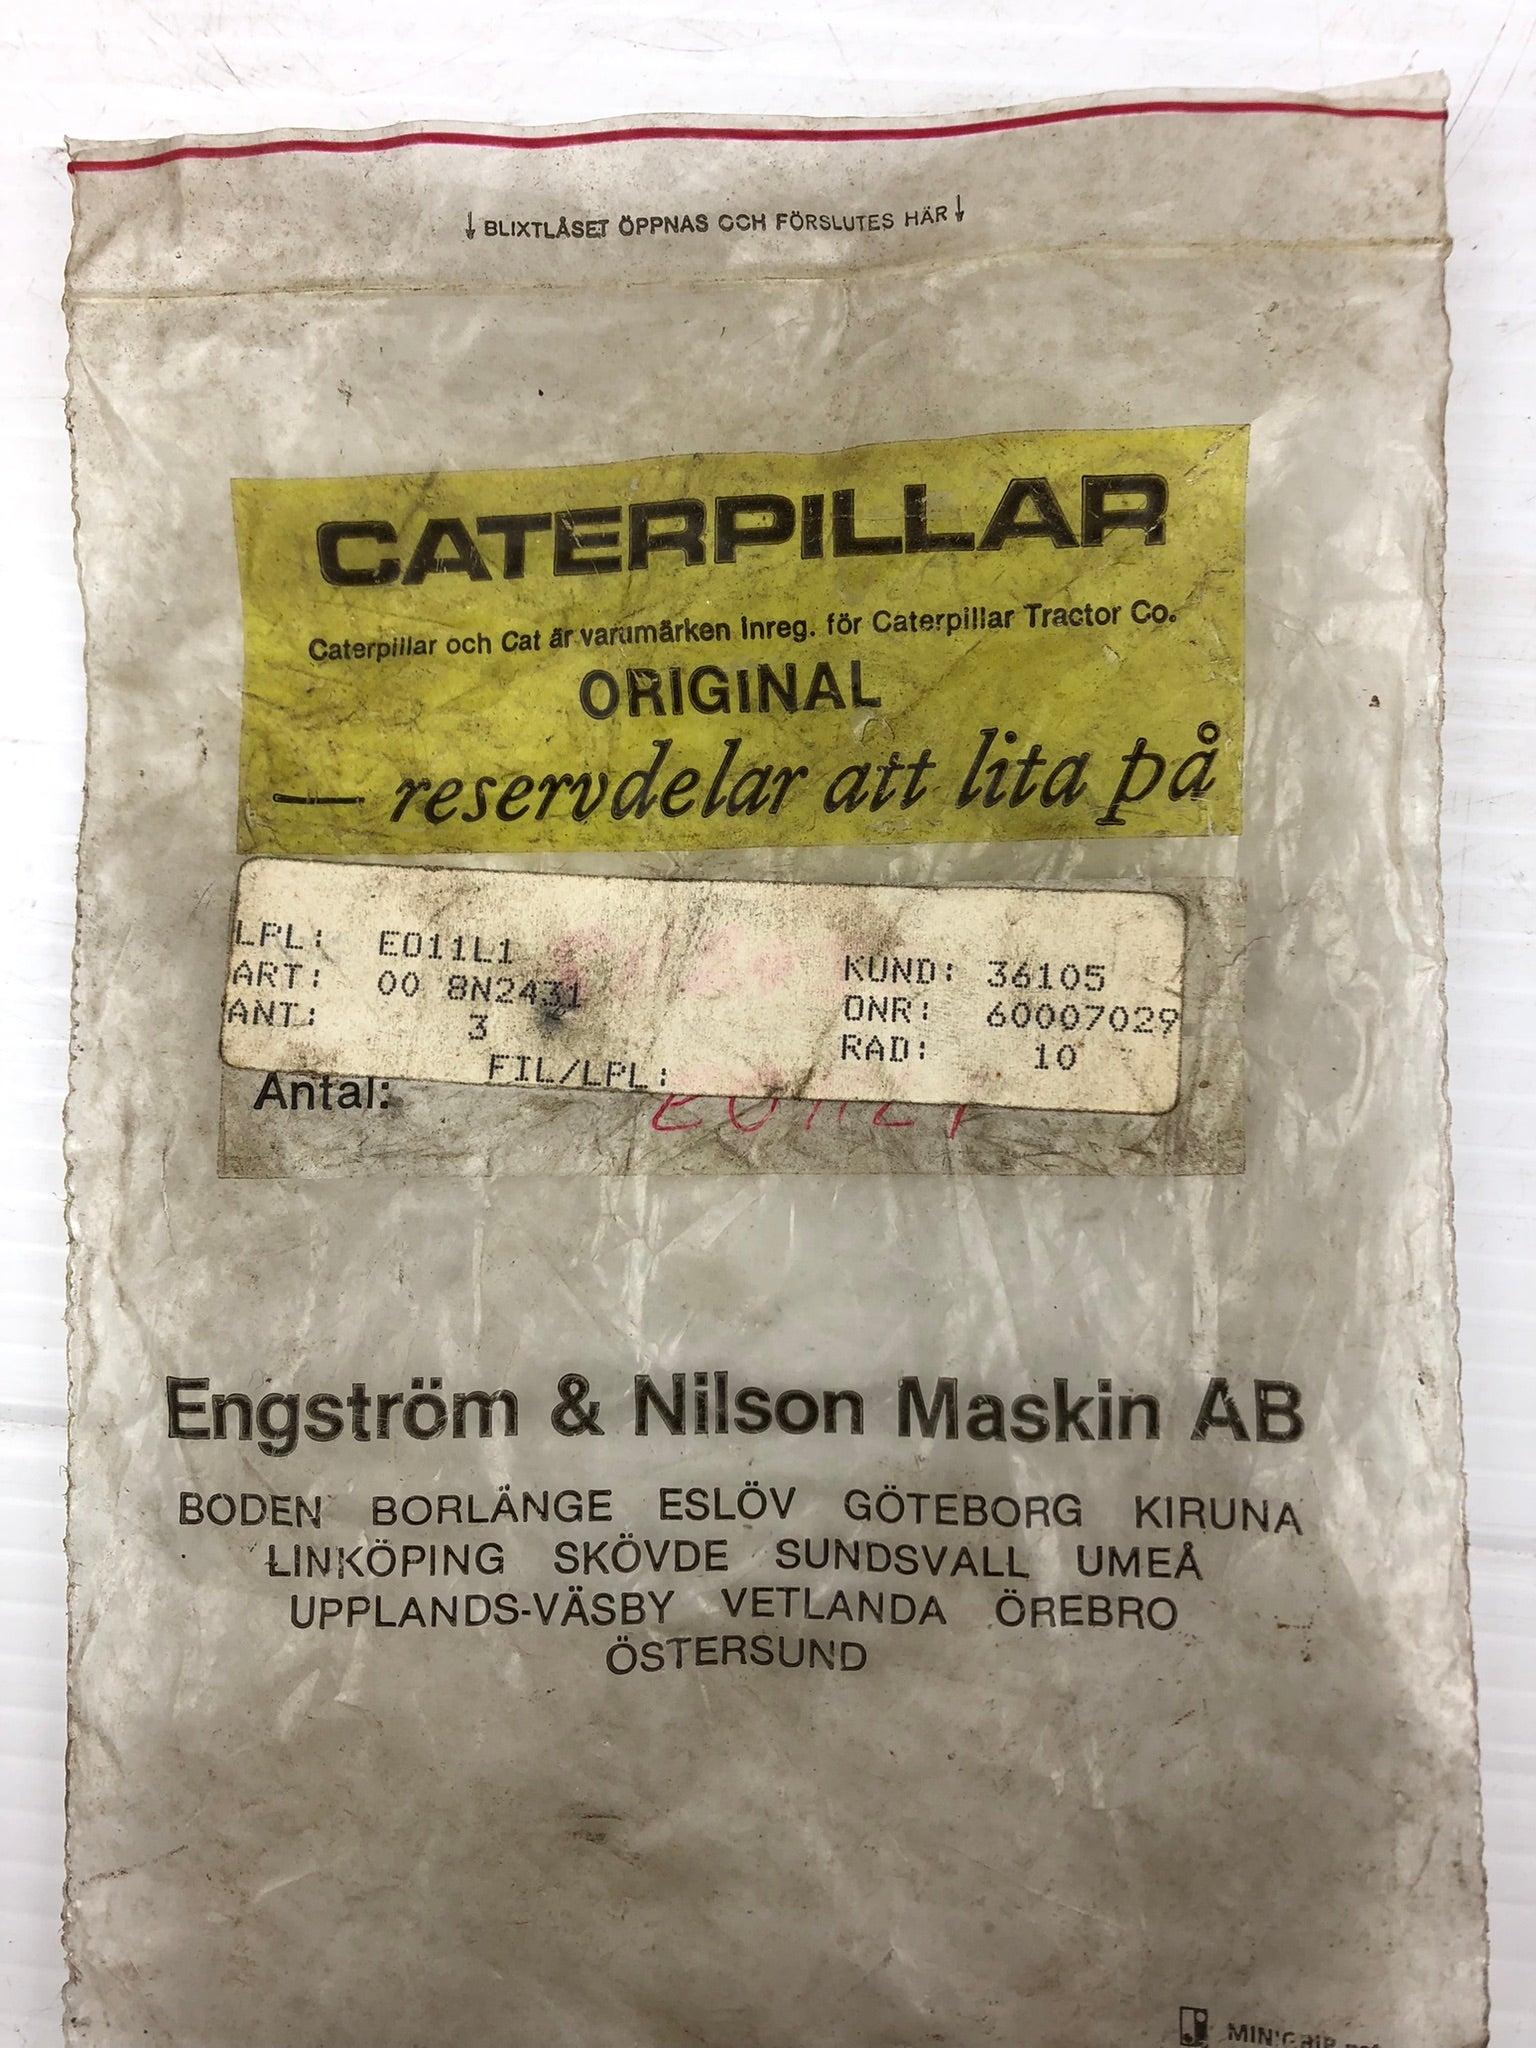 ↓ BLIXTLÅSET ÖPPNAS OCH FÖRSLUTES HÄR ↓
CATERPILLAR
Caterpillar och Cat är varumärken inreg. för Caterpillar Tractor Co.
ORIGINAL
— reservdelar att lita på
LPL: E011L1
ART: 00 8N2431
ANT: 3
FIL/LPL:
KUND: 36105
ONR: 60007029
RAD: 10
Antal:
Engström & Nilson Maskin AB
BODEN BORLÄNGE ESLÖV GÖTEBORG KIRUNA
LINKÖPING SKÖVDE SUNDSVALL UMEÅ
UPPLANDS-VÄSBY VETLANDA ÖREBRO
ÖSTERSUND
MINIGRIP